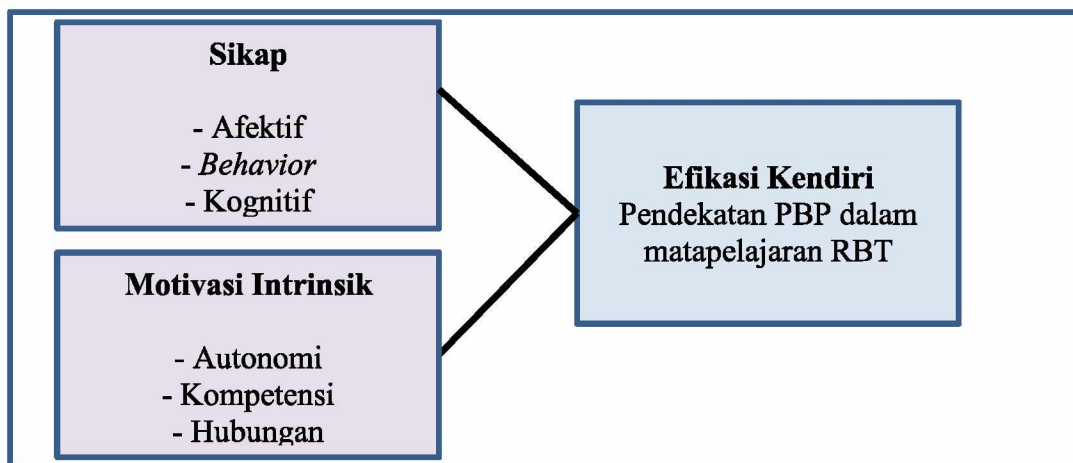 Sikap
- Afektif
- Behavior
- Kognitif
Motivasi Intrinsik
- Autonomi
- Kompetensi
- Hubungan
Efikasi Kendiri
Pendekatan PBP dalam
matapelajaran RBT